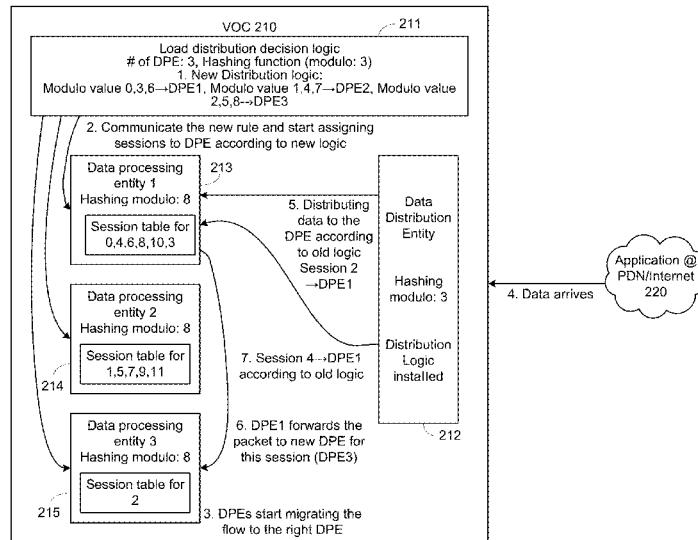 VOC 210
211
Load distribution decision logic
# of DPE: 3, Hashing function (modulo: 3)
1. New Distribution logic:
Modulo value 0,3,6→DPE1, Modulo value 1,4,7→DPE2, Modulo value
2,5,8→DPE3
2. Communicate the new rule and start assigning
sessions to DPE according to new logic
213
Data processing
entity 1
Hashing modulo: 8
Session table for
0,4,6,8,10,3
5. Distributing
data to the
DPE according
to old logic
Session 2
→DPE1
Data
Distribution
Entity
Hashing
modulo: 3
Distribution
Logic
installed
212
4. Data arrives
Application @
PDN/Internet
220
Data processing
entity 2
Hashing modulo: 8
Session table for
1,5,7,9,11
214
7. Session 4→DPE1
according to old logic
6. DPE1 forwards the
packet to new DPE for
this session (DPE3)
Data processing
entity 3
Hashing modulo: 8
Session table for
2
215
3. DPEs start migrating the
flow to the right DPE